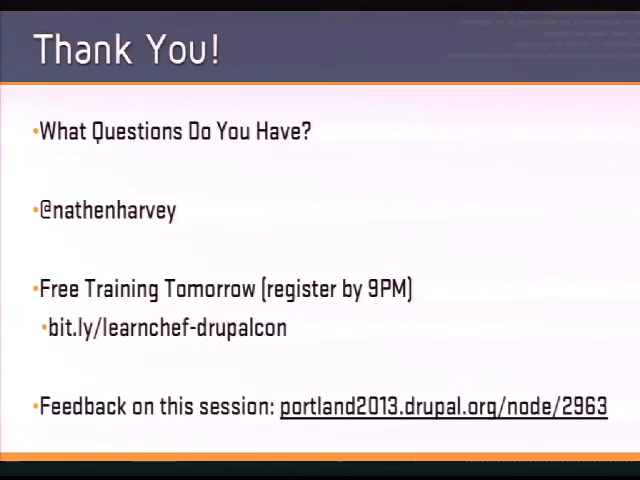 Thank You!
•What Questions Do You Have?
•@nathenharvey
•Free Training Tomorrow (register by 9PM)
•bit.ly/learnchef-drupalcon
•Feedback on this session: portland2013.drupal.org/node/2963